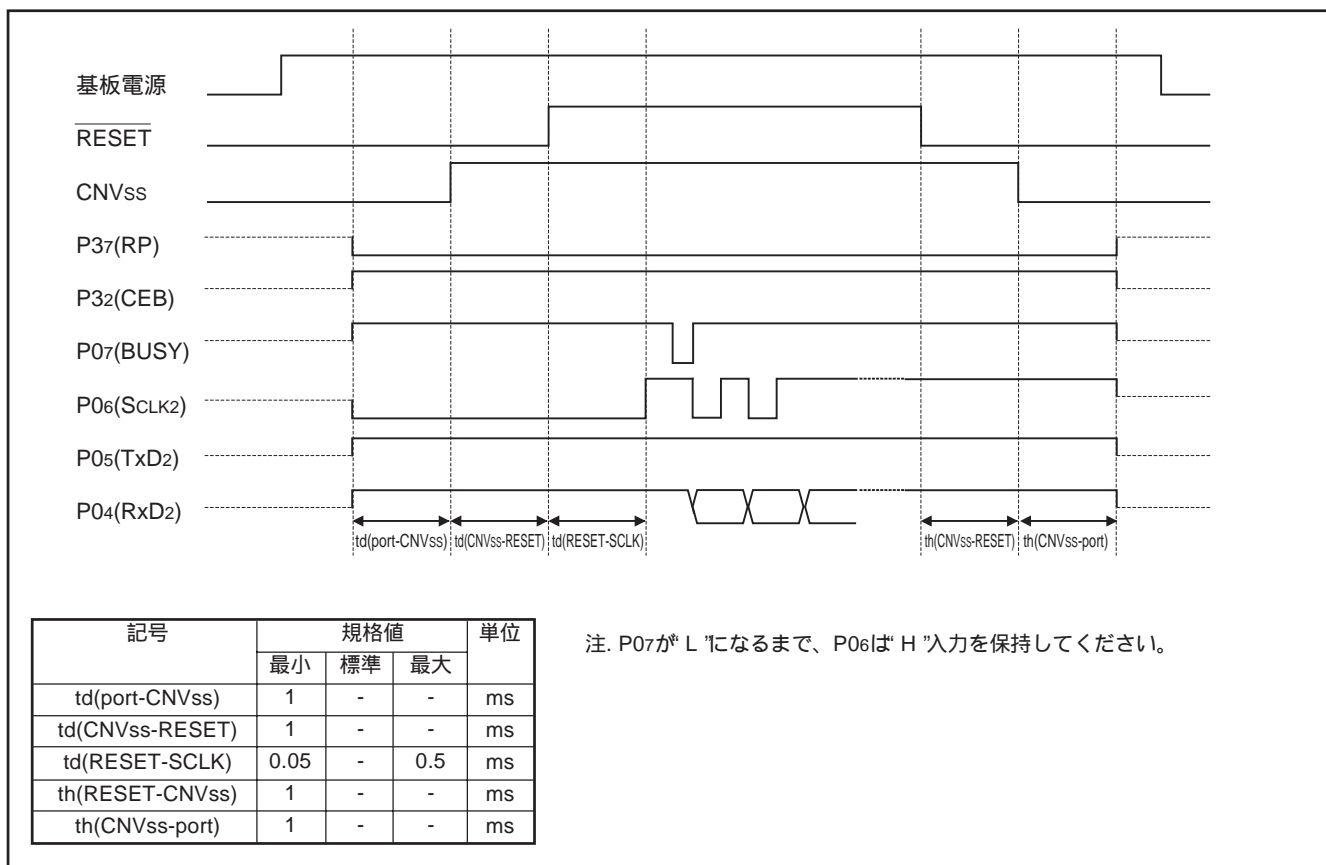 基板電源
RESET
CNVss
P37(RP)
P32(CEB)
P07(BUSY)
P06(SCLK2)
P05(TxD2)
P04(RxD2)
td(port-CNVss) td(CNVss-RESET) td(RESET-SCLK) th(CNVss-RESET) th(CNVss-port)
記号 規格値 単位
最小 標準 最大
td(port-CNVss) 1 - - ms
td(CNVss-RESET) 1 - - ms
td(RESET-SCLK) 0.05 - 0.5 ms
th(RESET-CNVss) 1 - - ms
th(CNVss-port) 1 - - ms
注. P07が“L”になるまで、P06は“H”入力を保持してください。